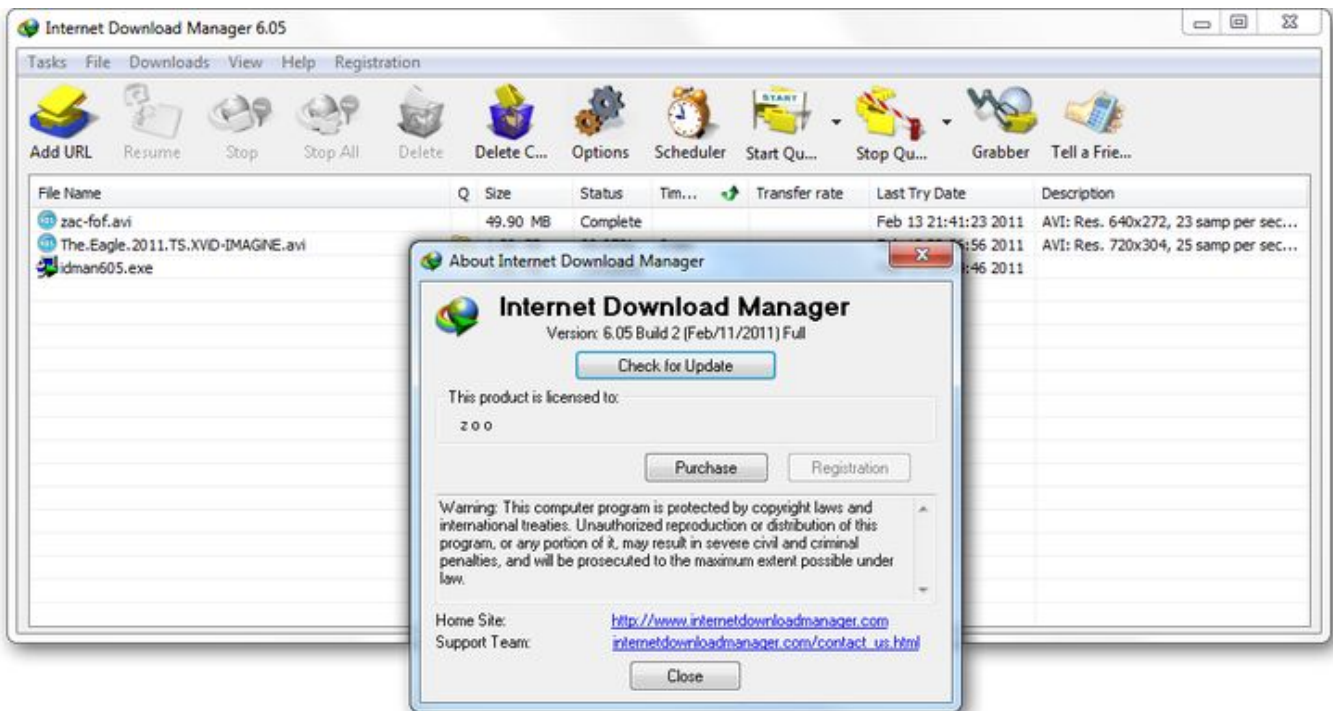 Internet Download Manager 6.05
Tasks File Downloads View Help Registration
Add URL Resume Stop Stop All Delete Delete C... Options Scheduler Start Qu... Stop Qu... Grabber Tell a Frie...
File Name Q Size Status Tim... Transfer rate Last Try Date Description
zac-fof.avi 49.90 MB Complete Feb 13 21:41:23 2011 AVI: Res. 640x272, 23 samp per sec...
The.Eagle.2011.TS.XViD-IMAGiNE.avi :56 2011 AVI: Res. 720x304, 25 samp per sec...
idman605.exe :46 2011
About Internet Download Manager
Internet Download Manager
Version: 6.05 Build 2 (Feb/11/2011) Full
Check for Update
This product is licensed to:
z o o
Purchase Registration
Warning: This computer program is protected by copyright laws and
international treaties. Unauthorized reproduction or distribution of this
program, or any portion of it, may result in severe civil and criminal
penalties, and will be prosecuted to the maximum extent possible under
law.
Home Site: http://www.internetdownloadmanager.com
Support Team: internetdownloadmanager.com/contact_us.html
Close